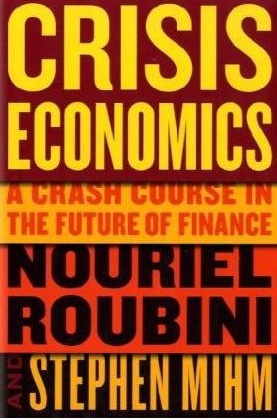 CRISIS
ECONOMICS
A CRASH COURSE IN
THE FUTURE OF FINANCE
NOURIEL
ROUBINI
AND STEPHEN MIHM